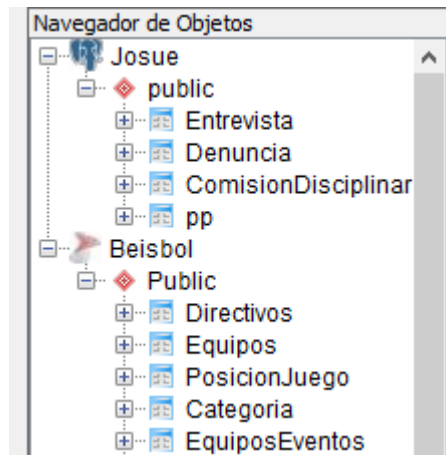 Navegador de Objetos
Josue
public
Entrevista
Denuncia
ComisionDisciplinar
pp
Beisbol
Public
Directivos
Equipos
PosicionJuego
Categoria
EquiposEventos